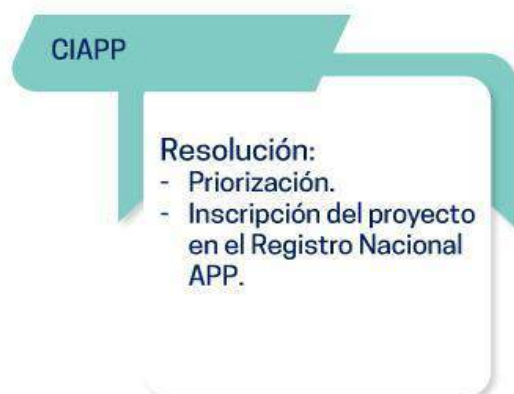 CIAPP
Resolución:
- Priorización.
- Inscripción del proyecto
en el Registro Nacional
APP.